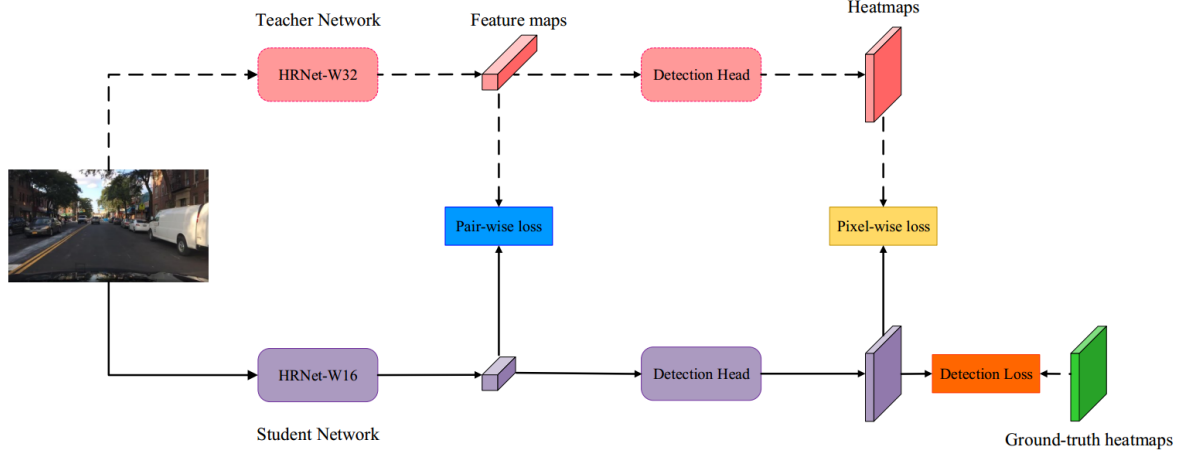 Teacher Network
Feature maps
Heatmaps
HRNet-W32
Detection Head
Pair-wise loss
Pixel-wise loss
HRNet-W16
Detection Head
Detection Loss
Student Network
Ground-truth heatmaps